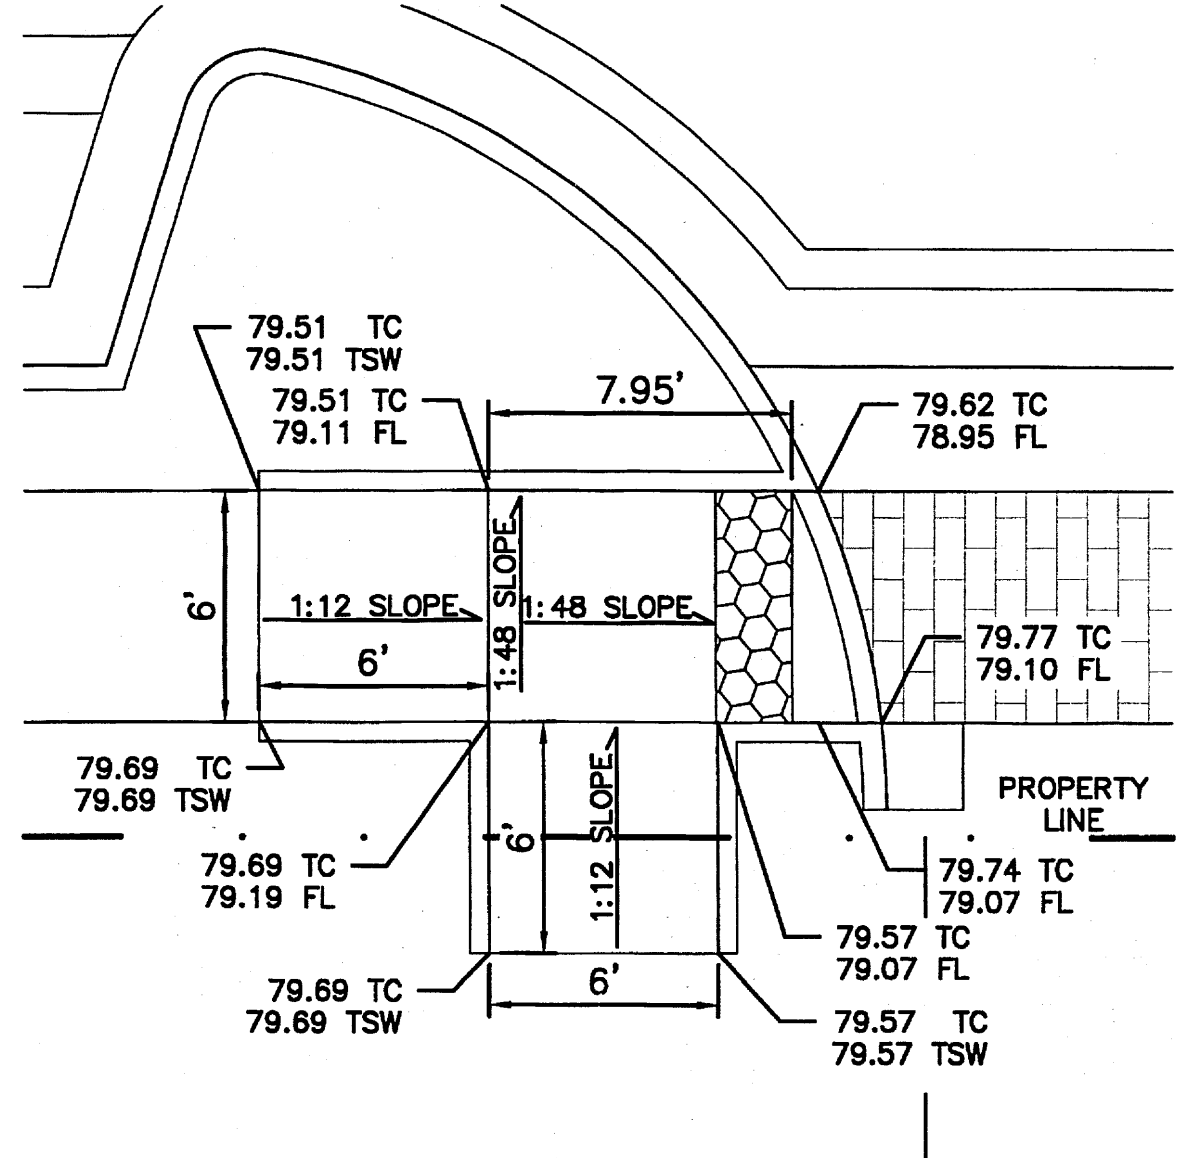 79.51 TC
79.51 TSW
79.51 TC
79.11 FL
7.95'
79.62 TC
78.95 FL
6'
1:12 SLOPE
6'
1:48 SLOPE
1:48 SLOPE
79.77 TC
79.10 FL
79.69 TC
79.69 TSW
PROPERTY
LINE
79.69 TC
79.19 FL
6'
1:12 SLOPE
79.74 TC
79.07 FL
79.57 TC
79.07 FL
79.69 TC
79.69 TSW
6'
79.57 TC
79.57 TSW